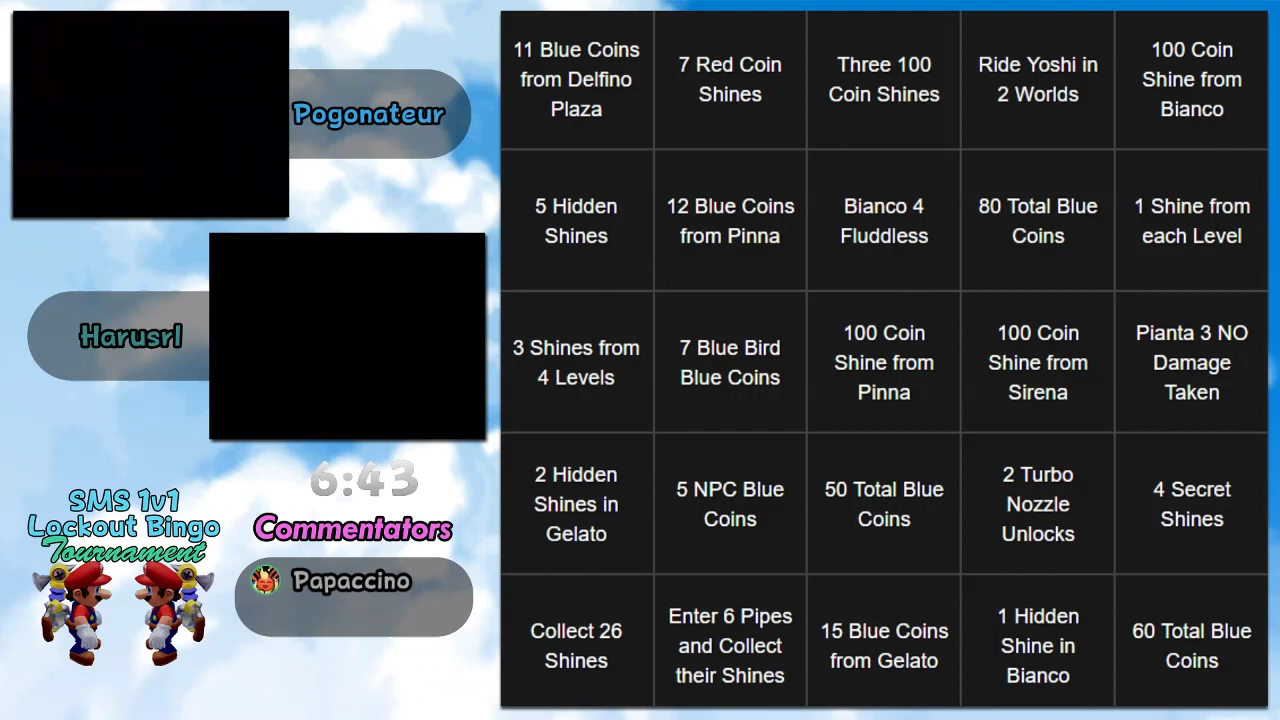 Pogonateur
Harusrl
6:43
SMS 1v1
Lockout Bingo
Tournament
Commentators
Papaccino
11 Blue Coins
from Delfino
Plaza
7 Red Coin
Shines
Three 100
Coin Shines
Ride Yoshi in
2 Worlds
100 Coin
Shine from
Bianco
5 Hidden
Shines
12 Blue Coins
from Pinna
Bianco 4
Fluddless
80 Total Blue
Coins
1 Shine from
each Level
3 Shines from
4 Levels
7 Blue Bird
Blue Coins
100 Coin
Shine from
Pinna
100 Coin
Shine from
Sirena
Pianta 3 NO
Damage
Taken
2 Hidden
Shines in
Gelato
5 NPC Blue
Coins
50 Total Blue
Coins
2 Turbo
Nozzle
Unlocks
4 Secret
Shines
Collect 26
Shines
Enter 6 Pipes
and Collect
their Shines
15 Blue Coins
from Gelato
1 Hidden
Shine in
Bianco
60 Total Blue
Coins